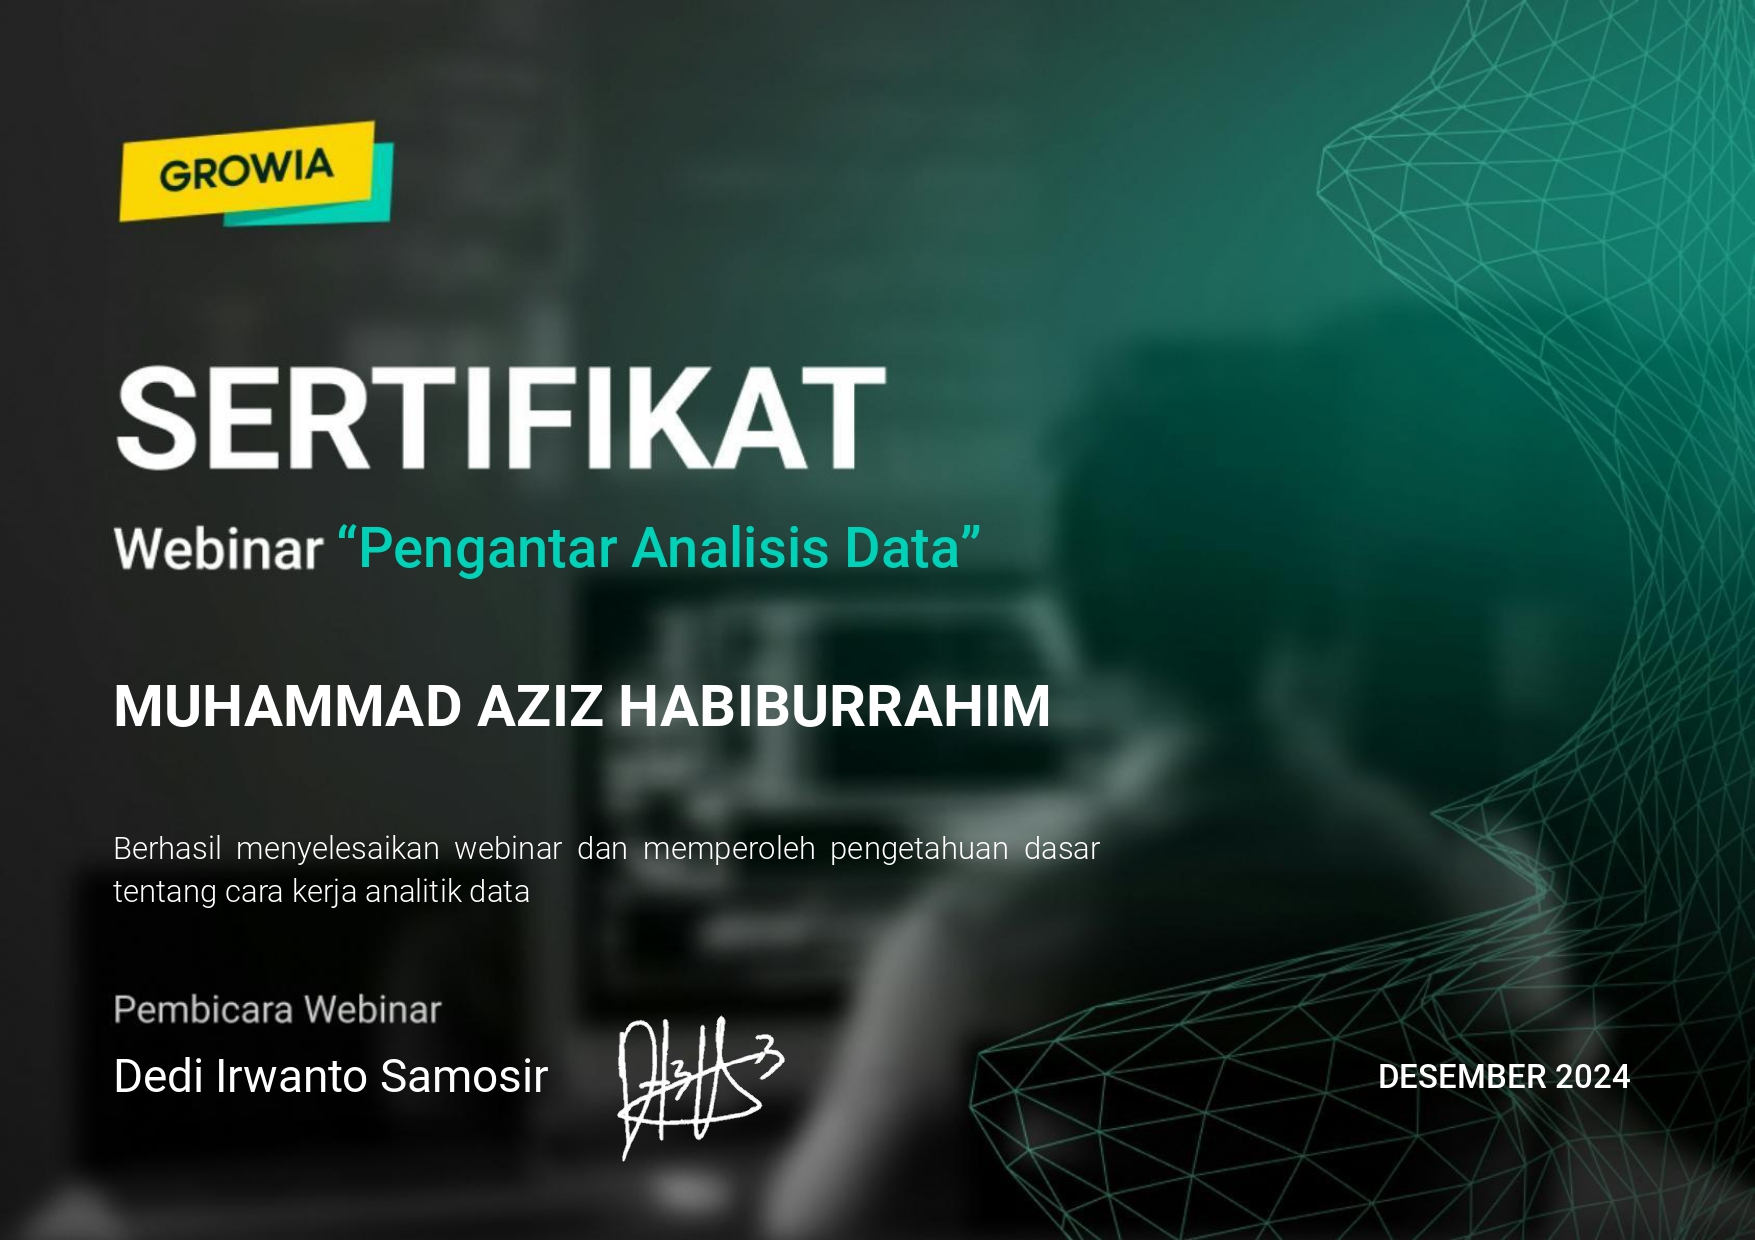 GROWIA
SERTIFIKAT
Webinar “Pengantar Analisis Data”
MUHAMMAD AZIZ HABIBURRAHIM
Berhasil menyelesaikan webinar dan memperoleh pengetahuan dasar
tentang cara kerja analitik data
Pembicara Webinar
Dedi Irwanto Samosir
DESEMBER 2024